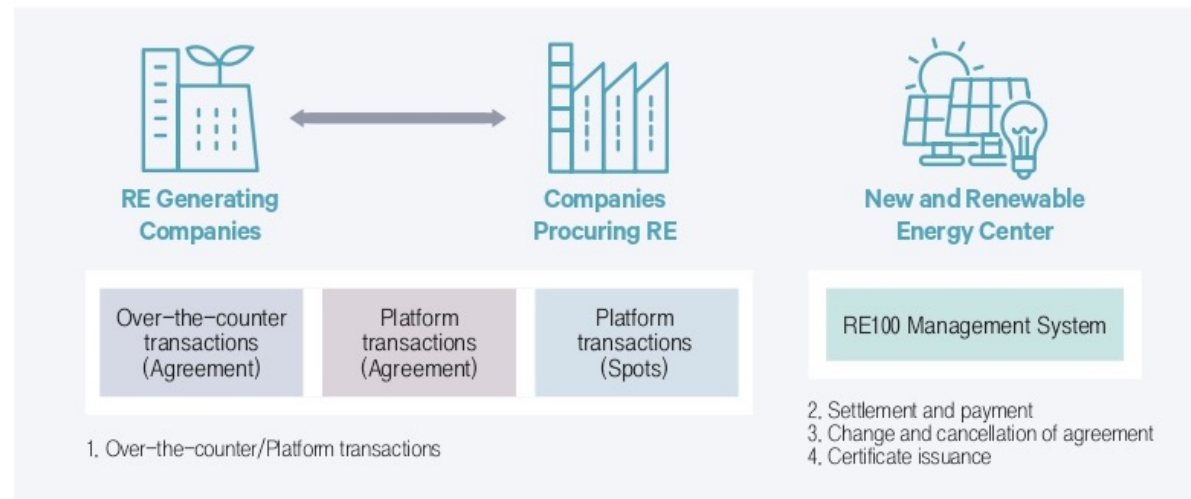 RE Generating
Companies
Companies
Procuring RE
New and Renewable
Energy Center
Over-the-counter
transactions
(Agreement)
Platform
transactions
(Agreement)
Platform
transactions
(Spots)
RE100 Management System
1. Over-the-counter/Platform transactions
2. Settlement and payment
3. Change and cancellation of agreement
4. Certificate issuance